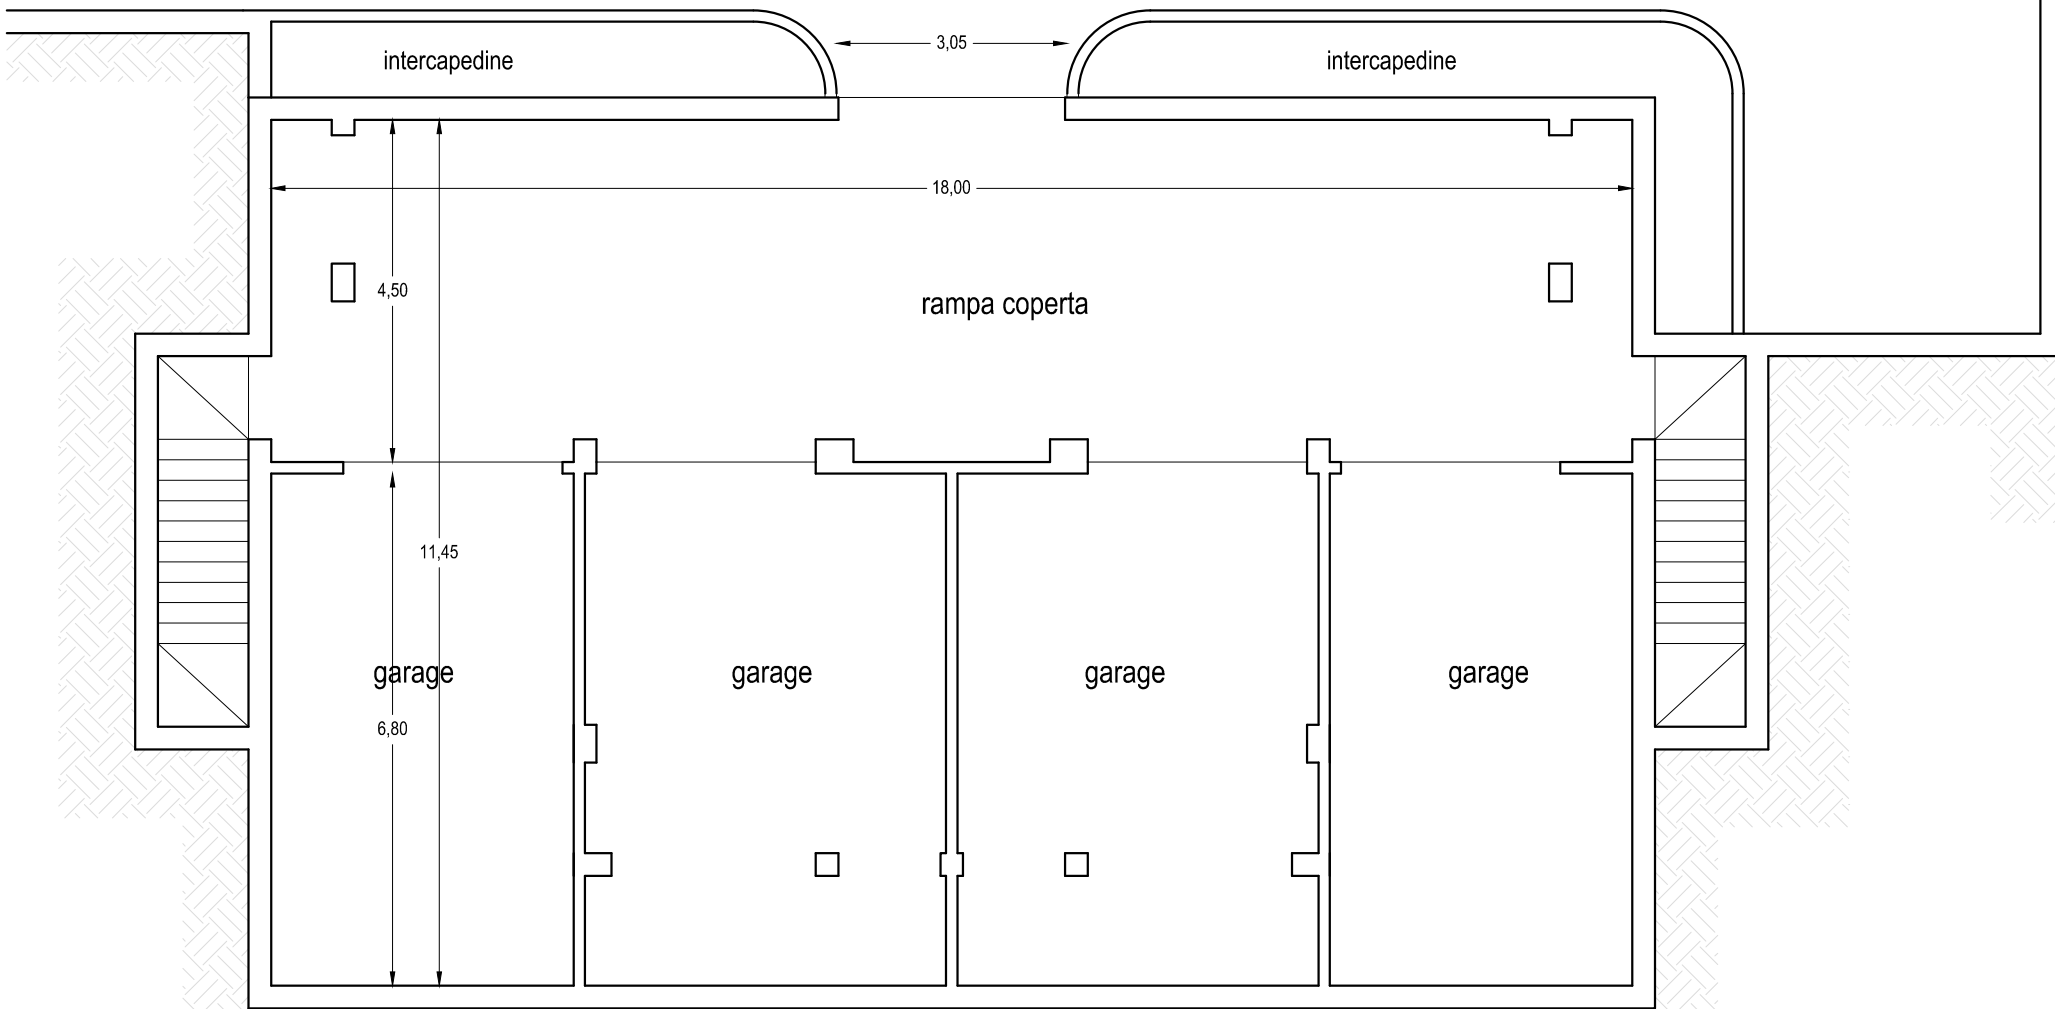 3,05
intercapedine
intercapedine
18,00
4,50
rampa coperta
11,45
garage
garage
garage
garage
6,80